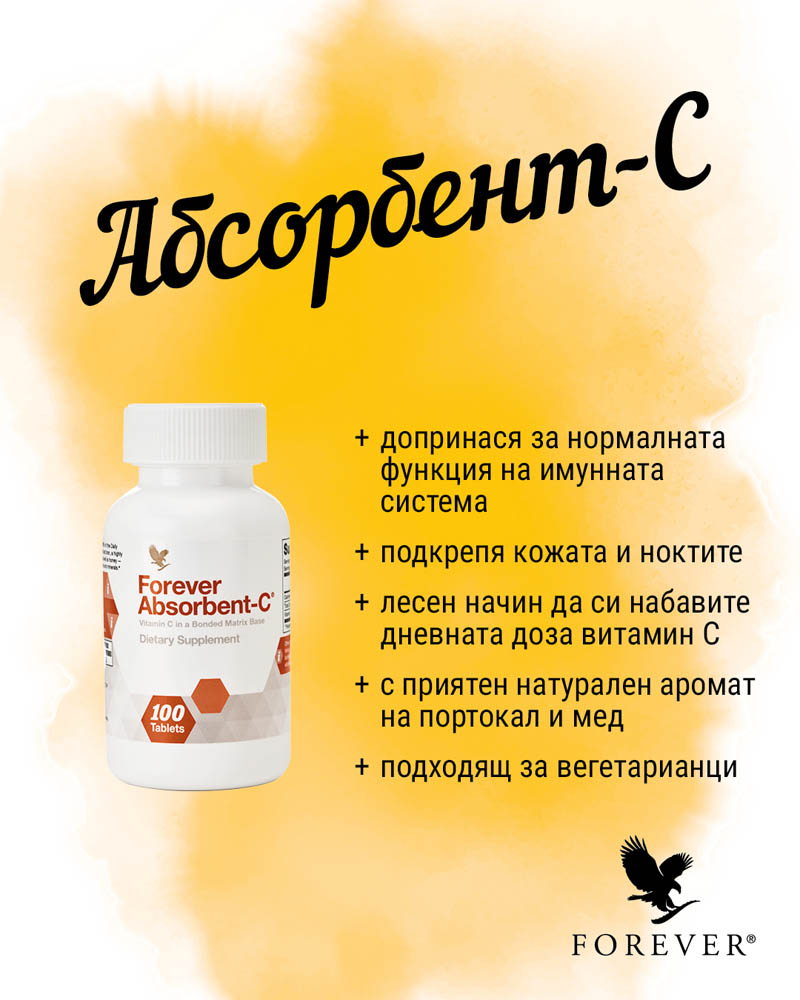 Абсорбент-С
+ допринася за нормалната
функция на имунната
система
+ подкрепя кожата и ноктите
+ лесен начин да си набавите
дневната доза витамин С
+ с приятен натурален аромат
на портокал и мед
+ подходящ за вегетарианци
Forever
Absorbent-C®
Vitamin C in a Bonded Matrix Base
Dietary Supplement
100
Tablets
FOREVER®